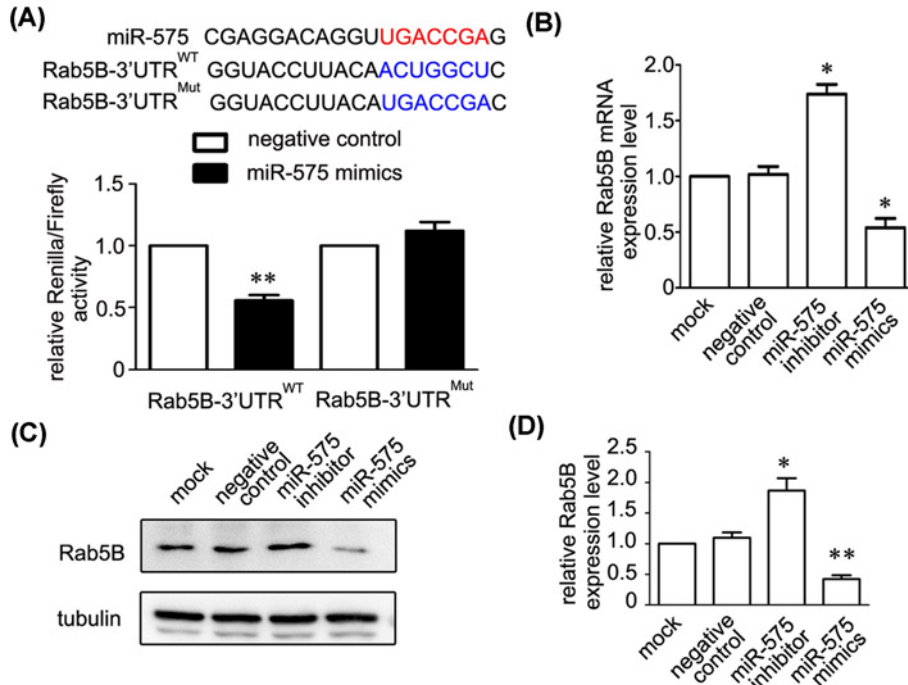 (A)
miR-575 CGAGGACAGGUUGACCGAG
Rab5B-3'UTR^WT GGUACCUUACAACUGGCUC
Rab5B-3'UTR^Mut GGUACCUUACAUGACCGAC
negative control
miR-575 mimics
relative Renilla/Firefly
activity
1.5
1.0
0.5
0
**
Rab5B-3'UTR^WT Rab5B-3'UTR^Mut
(B)
relative Rab5B mRNA
expression level
2.0
1.5
1.0
0.5
0
*
*
mock
negative
control
miR-575
inhibitor
miR-575
mimics
(C)
mock
negative
control
miR-575
inhibitor
miR-575
mimics
Rab5B
tubulin
(D)
relative Rab5B
expression level
2.5
2.0
1.5
1.0
0.5
0
*
**
mock
negative
control
miR-575
inhibitor
miR-575
mimics